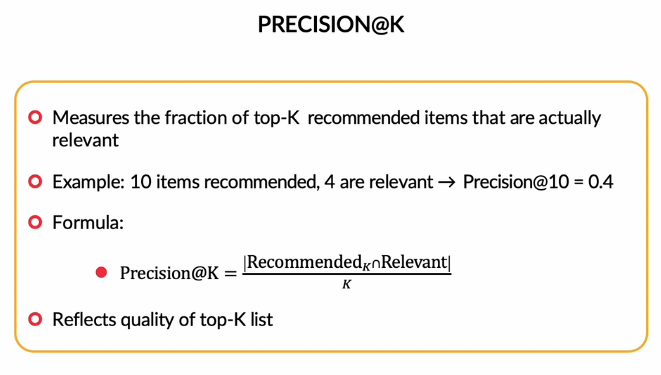 PRECISION@K
Measures the fraction of top-K recommended items that are actually
relevant
Example: 10 items recommended, 4 are relevant → Precision@10 = 0.4
Formula:
Precision@K = |Recommended_K∩Relevant| / K
Reflects quality of top-K list